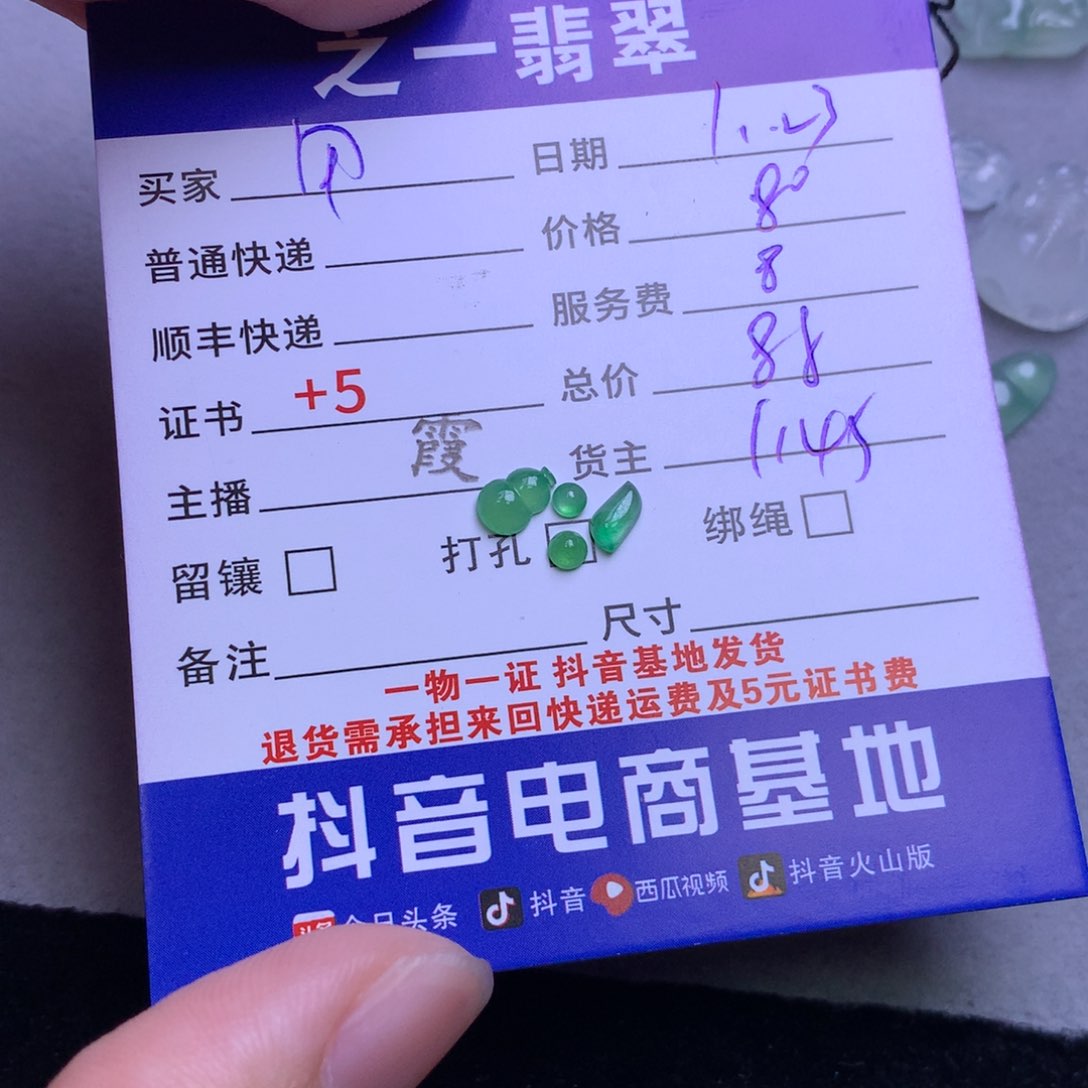 之一翡翠
买家 日期 1.23
普通快递 价格 80
顺丰快递 服务费 8
证书 +5 总价 88
主播 霞 货主 1.45
留镶 打孔 绑绳
备注 尺寸
一物一证 抖音基地发货
退货需承担来回快递运费及5元证书费
抖音电商基地
今日头条 抖音 西瓜视频 抖音火山版